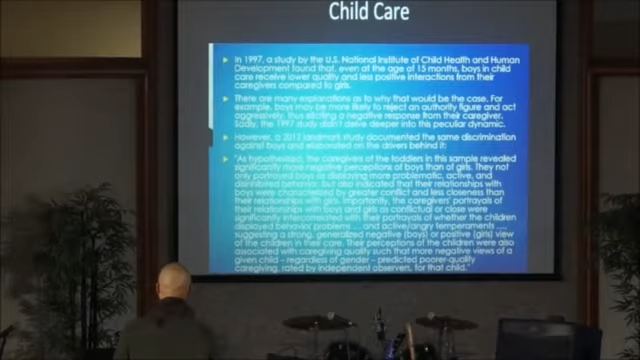 Child Care
In 1997, a study by the U.S. National Institute of Child Health and Human
Development found that, even at the age of 15 months, boys in child
care receive lower quality and less positive interactions from their
caregivers compared to girls.
There are many explanations as to why that would be the case. For
example, boys may be more likely to reject an authority figure and act
aggressively, thus eliciting a negative response from their caregiver.
Sadly, the 1997 study didn't delve deeper into this peculiar dynamic.
However, a 2012 landmark study documented the same discrimination
against boys and elaborated on the drivers behind it:
"As hypothesized, the caregivers of the toddlers in this sample revealed
significantly more negative perceptions of boys than of girls. They not
only portrayed boys as displaying more problematic, active, and
disinhibited behavior, but also indicated that their relationships with
boys were characterized by greater conflict and less closeness than
their relationships with girls. Importantly, the caregivers' portrayals of
their relationships with boys and girls as conflictual or close were
significantly interconnected with their portrayals of whether the children
displayed behavior problems .... and active/angry temperaments ....,
suggesting a strong, generalized negative (boys) or positive (girls) view
of the children in their care. Their perceptions of the children were also
associated with caregiving quality such that more negative views of a
given child – regardless of gender – predicted poorer-quality
caregiving, rated by independent observers, for that child."